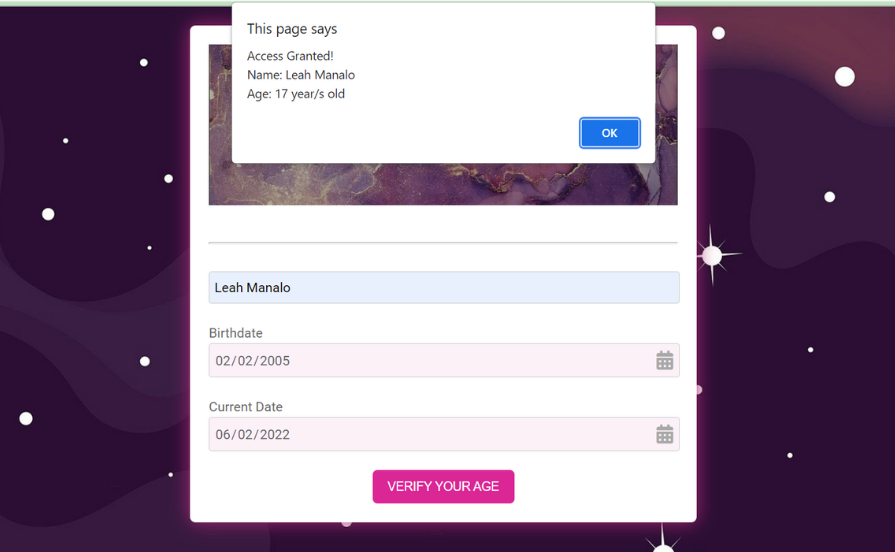 This page says
Access Granted!
Name: Leah Manalo
Age: 17 year/s old
OK
Leah Manalo
Birthdate
02/02/2005
Current Date
06/02/2022
VERIFY YOUR AGE